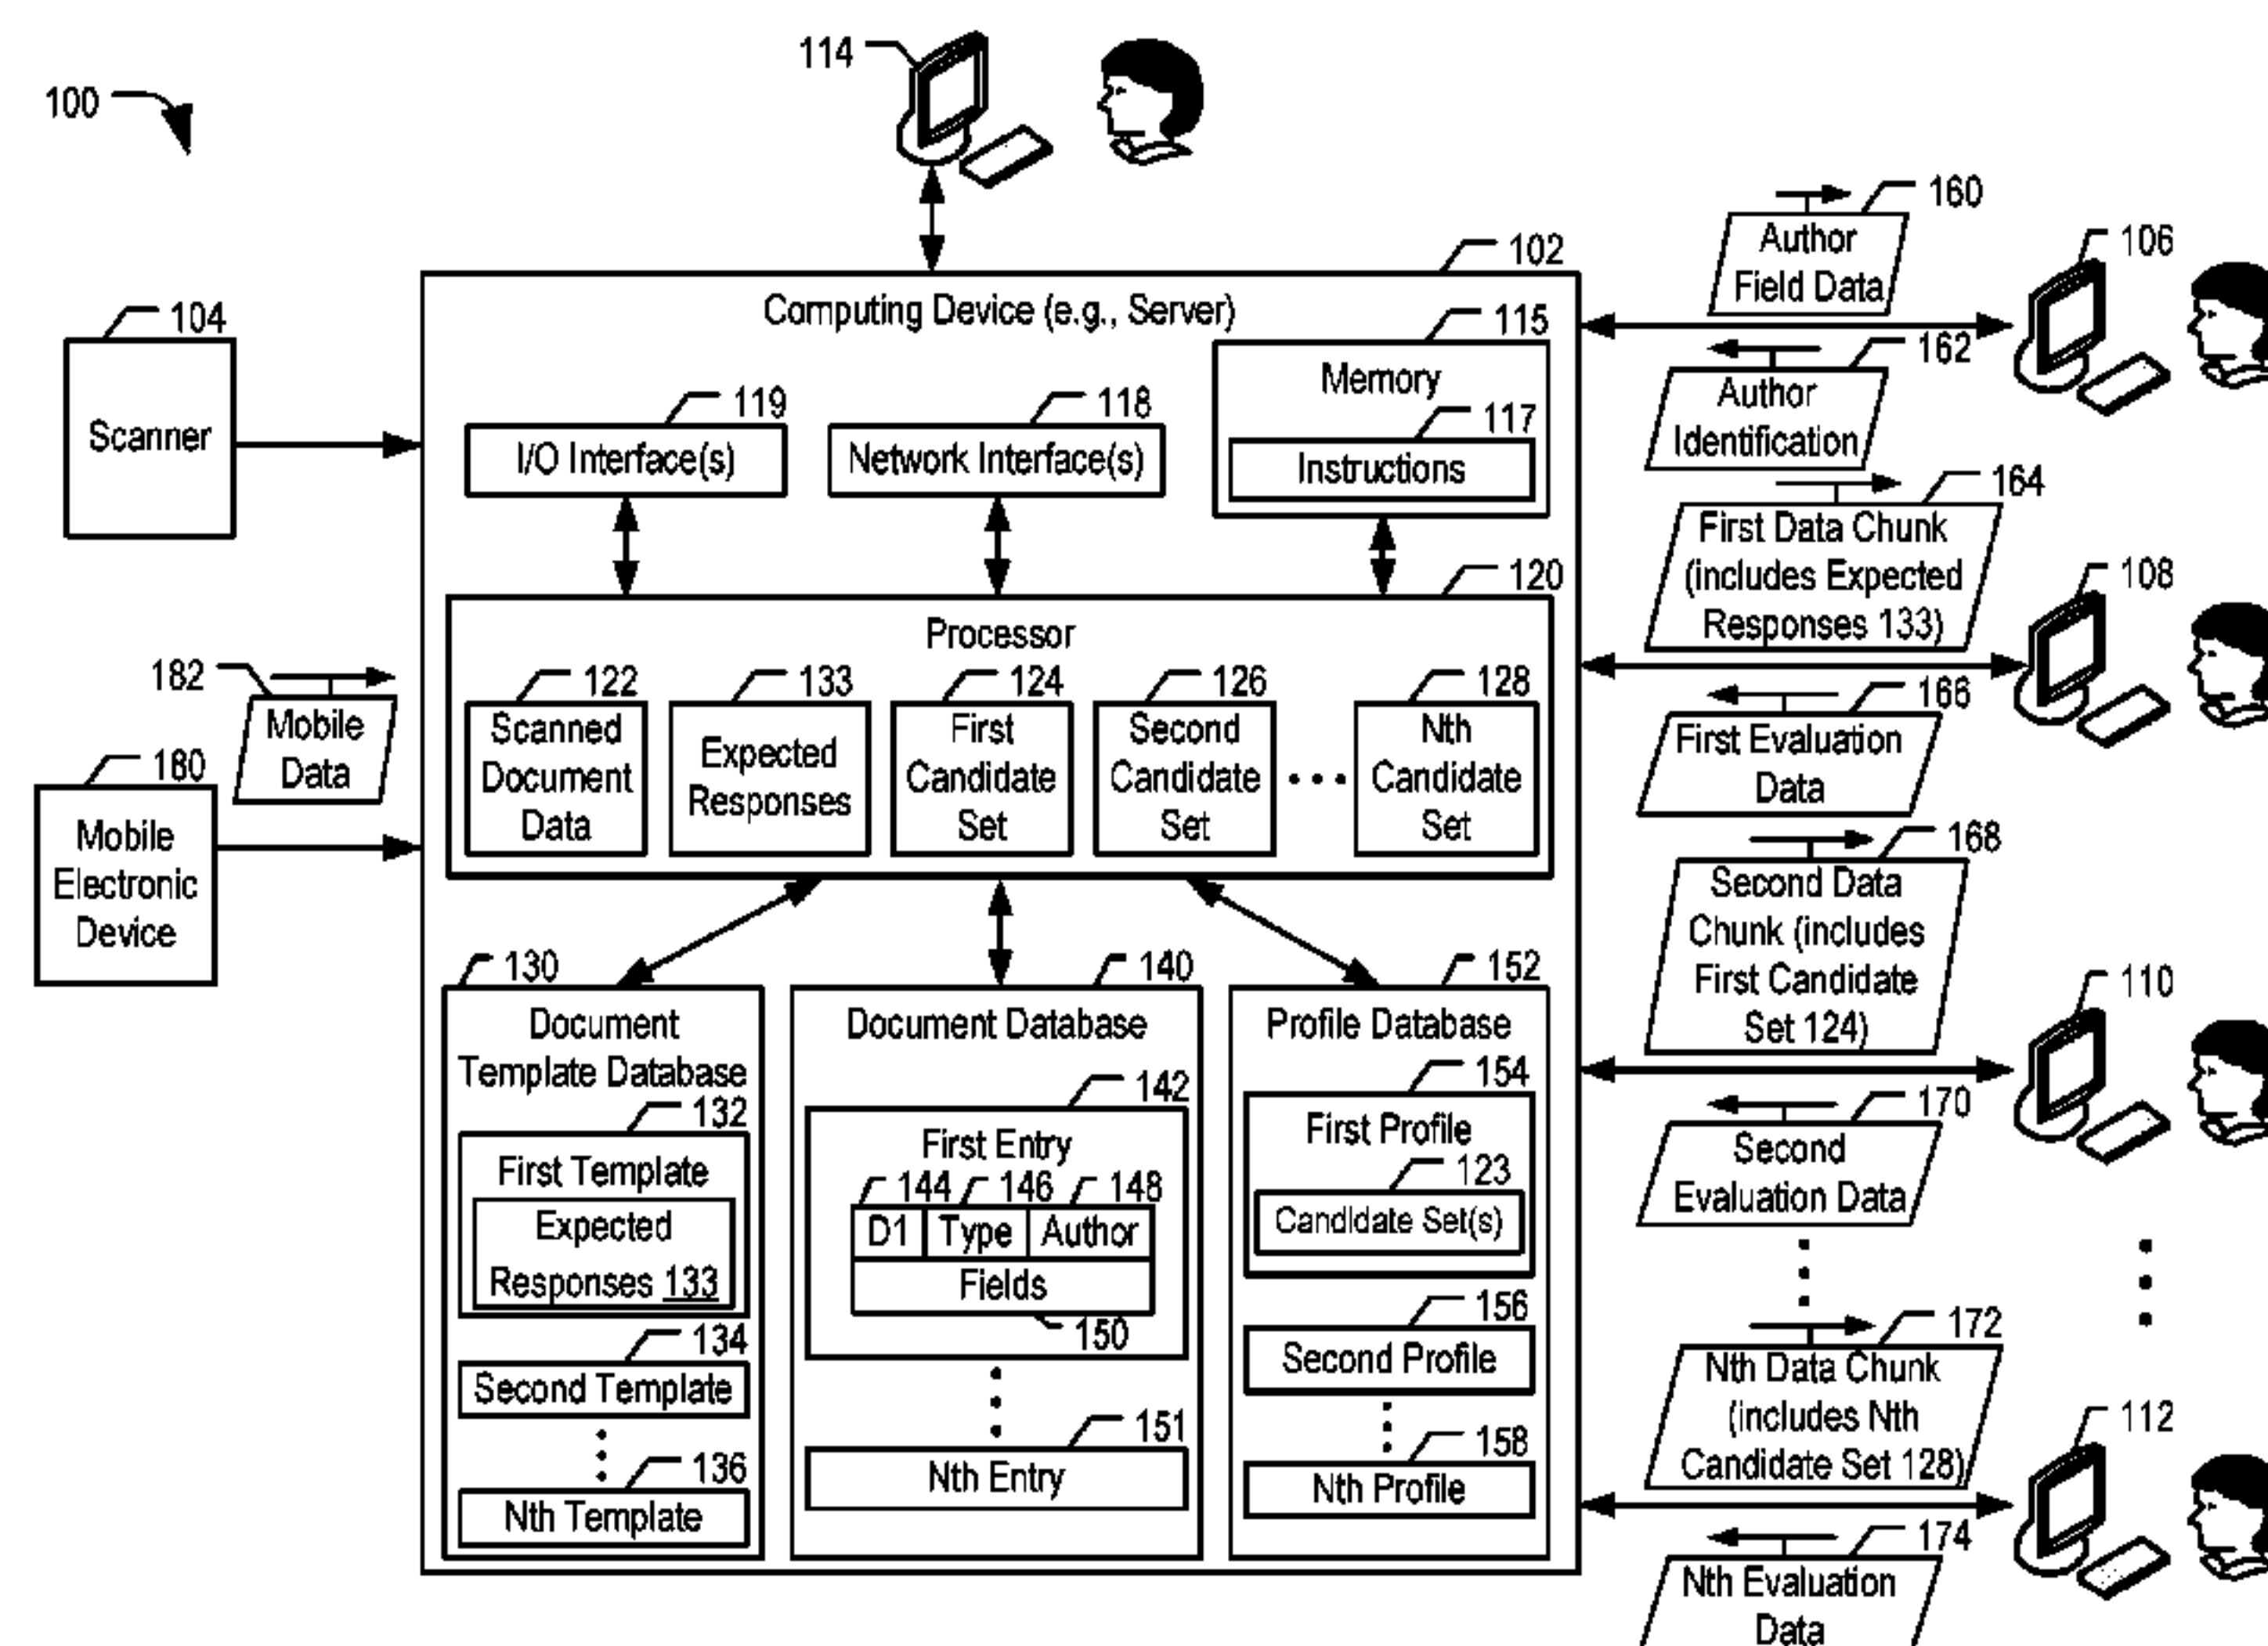 100
114
102
Computing Device (e.g., Server)
104
Scanner
119
I/O Interface(s)
118
Network Interface(s)
115
Memory
117
Instructions
120
Processor
122
Scanned
Document
Data
133
Expected
Responses
124
First
Candidate
Set
126
Second
Candidate
Set
128
Nth
Candidate
Set
182
Mobile
Data
180
Mobile
Electronic
Device
130
Document
Template Database
132
First Template
Expected
Responses 133
134
Second Template
136
Nth Template
140
Document Database
142
First Entry
144 146 148
D1 Type Author
Fields
150
151
Nth Entry
152
Profile Database
154
First Profile
123
Candidate Set(s)
156
Second Profile
158
Nth Profile
160
Author
Field Data
106
162
Author
Identification
164
First Data Chunk
(includes Expected
Responses 133)
108
166
First Evaluation
Data
168
Second Data
Chunk (includes
First Candidate
Set 124)
110
170
Second
Evaluation Data
172
Nth Data Chunk
(includes Nth
Candidate Set 128)
112
174
Nth Evaluation
Data